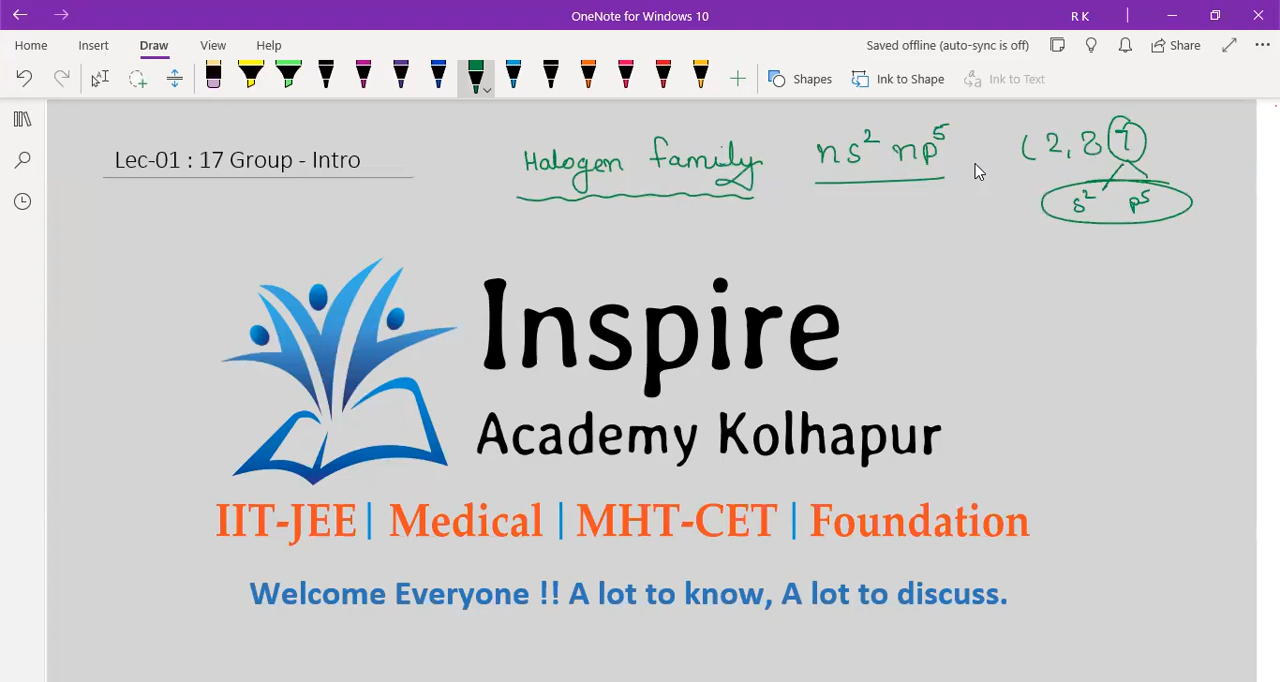 OneNote for Windows 10
R K
Home Insert Draw View Help
Saved offline (auto-sync is off) Share
Shapes Ink to Shape Ink to Text
Lec-01 : 17 Group - Intro
Halogen family ns² np⁵ (2, 8 7
s² p⁵
Inspire
Academy Kolhapur
IIT-JEE| Medical |MHT-CET | Foundation
Welcome Everyone !! A lot to know, A lot to discuss.